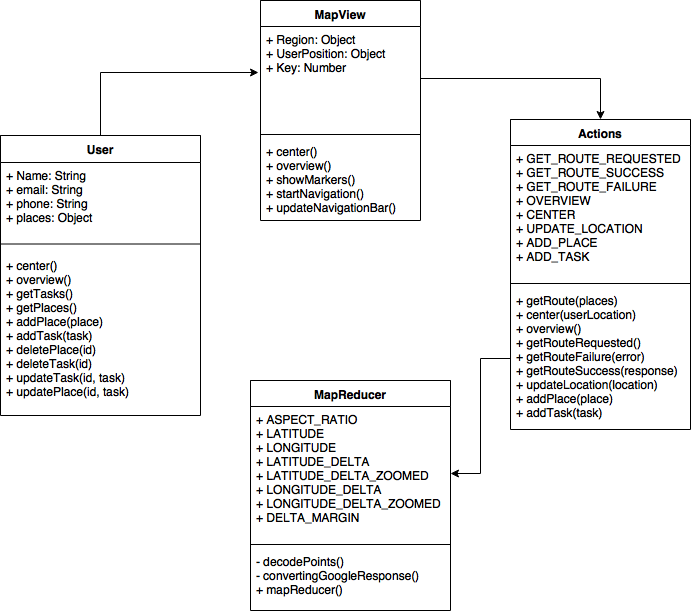 MapView
+ Region: Object
+ UserPosition: Object
+ Key: Number
+ center()
+ overview()
+ showMarkers()
+ startNavigation()
+ updateNavigationBar()
User
+ Name: String
+ email: String
+ phone: String
+ places: Object
+ center()
+ overview()
+ getTasks()
+ getPlaces()
+ addPlace(place)
+ addTask(task)
+ deletePlace(id)
+ deleteTask(id)
+ updateTask(id, task)
+ updatePlace(id, task)
Actions
+ GET_ROUTE_REQUESTED
+ GET_ROUTE_SUCCESS
+ GET_ROUTE_FAILURE
+ OVERVIEW
+ CENTER
+ UPDATE_LOCATION
+ ADD_PLACE
+ ADD_TASK
+ getRoute(places)
+ center(userLocation)
+ overview()
+ getRouteRequested()
+ getRouteFailure(error)
+ getRouteSuccess(response)
+ updateLocation(location)
+ addPlace(place)
+ addTask(task)
MapReducer
+ ASPECT_RATIO
+ LATITUDE
+ LONGITUDE
+ LATITUDE_DELTA
+ LATITUDE_DELTA_ZOOMED
+ LONGITUDE_DELTA
+ LONGITUDE_DELTA_ZOOMED
+ DELTA_MARGIN
- decodePoints()
- convertingGoogleResponse()
+ mapReducer()